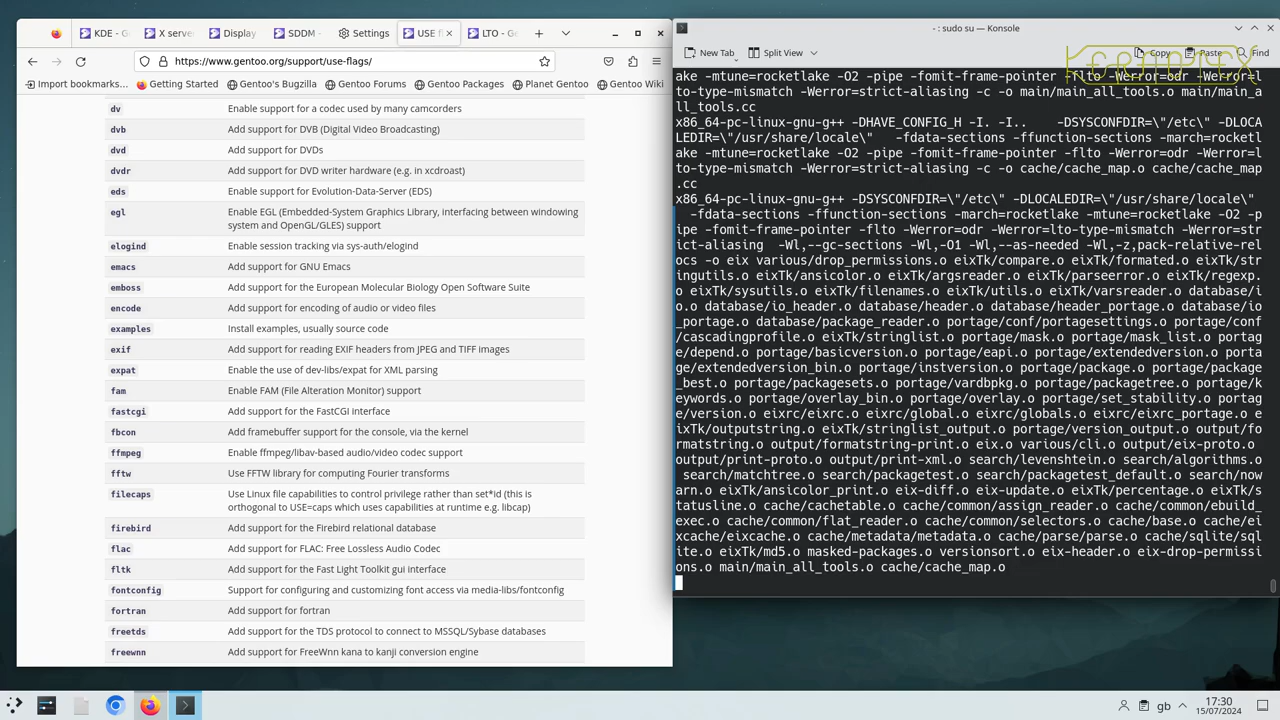 KDE - G
X serve
Display
SDDM -
Settings
USE fl
LTO - G
https://www.gentoo.org/support/use-flags/
Import bookmarks...
Getting Started
Gentoo's Bugzilla
Gentoo Forums
Gentoo Packages
Planet Gentoo
Gentoo Wiki
dv Enable support for a codec used by many camcorders
dvb Add support for DVB (Digital Video Broadcasting)
dvd Add support for DVDs
dvdr Add support for DVD writer hardware (e.g. in xcdroast)
eds Enable support for Evolution-Data-Server (EDS)
egl Enable EGL (Embedded-System Graphics Library, interfacing between windowing
system and OpenGL/GLES) support
elogind Enable session tracking via sys-auth/elogind
emacs Add support for GNU Emacs
emboss Add support for the European Molecular Biology Open Software Suite
encode Add support for encoding of audio or video files
examples Install examples, usually source code
exif Add support for reading EXIF headers from JPEG and TIFF images
expat Enable the use of dev-libs/expat for XML parsing
fam Enable FAM (File Alteration Monitor) support
fastcgi Add support for the FastCGI interface
fbcon Add framebuffer support for the console, via the kernel
ffmpeg Enable ffmpeg/libav-based audio/video codec support
fftw Use FFTW library for computing Fourier transforms
filecaps Use Linux file capabilities to control privilege rather than set*id (this is
orthogonal to USE=caps which uses capabilities at runtime e.g. libcap)
firebird Add support for the Firebird relational database
flac Add support for FLAC: Free Lossless Audio Codec
fltk Add support for the Fast Light Toolkit gui interface
fontconfig Support for configuring and customizing font access via media-libs/fontconfig
fortran Add support for fortran
freetds Add support for the TDS protocol to connect to MSSQL/Sybase databases
freewnn Add support for FreeWnn kana to kanji conversion engine
- : sudo su — Konsole
New Tab
Split View
Copy
Paste
Find
ake -mtune=rocketlake -O2 -pipe -fomit-frame-pointer -flto -Werror=odr -Werror=l
to-type-mismatch -Werror=strict-aliasing -c -o main/main_all_tools.o main/main_a
ll_tools.cc
x86_64-pc-linux-gnu-g++ -DHAVE_CONFIG_H -I. -I.. -DSYSCONFDIR=\"/etc\" -DLOCA
LEDIR=\"/usr/share/locale\" -fdata-sections -ffunction-sections -march=rocketl
ake -mtune=rocketlake -O2 -pipe -fomit-frame-pointer -flto -Werror=odr -Werror=l
to-type-mismatch -Werror=strict-aliasing -c -o cache/cache_map.o cache/cache_map
.cc
x86_64-pc-linux-gnu-g++ -DSYSCONFDIR=\"/etc\" -DLOCALEDIR=\"/usr/share/locale\"
-fdata-sections -ffunction-sections -march=rocketlake -mtune=rocketlake -O2 -p
ipe -fomit-frame-pointer -flto -Werror=odr -Werror=lto-type-mismatch -Werror=str
ict-aliasing -Wl,--gc-sections -Wl,-O1 -Wl,--as-needed -Wl,-z,pack-relative-rel
ocs -o eix various/drop_permissions.o eixTk/compare.o eixTk/formated.o eixTk/str
ingutils.o eixTk/ansicolor.o eixTk/argsreader.o eixTk/parseerror.o eixTk/regexp.
o eixTk/sysutils.o eixTk/filenames.o eixTk/utils.o eixTk/varsreader.o database/i
o.o database/io_header.o database/header.o database/header_portage.o database/io
_portage.o database/package_reader.o portage/conf/portagesettings.o portage/conf
/cascadingprofile.o eixTk/stringlist.o portage/mask.o portage/mask_list.o portag
e/depend.o portage/basicversion.o portage/eapi.o portage/extendedversion.o portag
e/extendedversion_bin.o portage/instversion.o portage/package.o portage/package
_best.o portage/packagesets.o portage/vardbpkg.o portage/packagetree.o portage/k
eywords.o portage/overlay_bin.o portage/overlay.o portage/set_stability.o portag
e/version.o eixrc/eixrc.o eixrc/global.o eixrc/globals.o eixrc/eixrc_portage.o e
ixTk/outputstring.o eixTk/stringlist_output.o portage/version_output.o output/fo
rmatstring.o output/formatstring-print.o eix.o various/cli.o output/eix-proto.o
output/print-proto.o output/print-xml.o search/levenshtein.o search/algorithms.o
search/matchtree.o search/packagetest.o search/packagetest_default.o search/now
arn.o eixTk/ansicolor_print.o eix-diff.o eix-update.o eixTk/percentage.o eixTk/s
tatusline.o cache/cachetable.o cache/common/assign_reader.o cache/common/ebuild_
exec.o cache/common/flat_reader.o cache/common/selectors.o cache/base.o cache/ei
xcache/eixcache.o cache/metadata/metadata.o cache/parse/parse.o cache/sqlite/sql
ite.o eixTk/md5.o masked-packages.o versionsort.o eix-header.o eix-drop-permissi
ons.o main/main_all_tools.o cache/cache_map.o
gb
17:30
15/07/2024